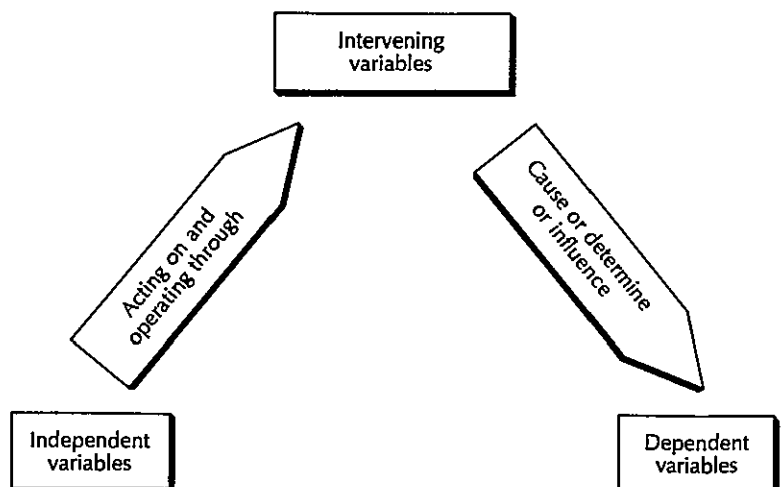 Intervening
variables
Acting on and
operating through
Cause or determine
or influence
Independent
variables
Dependent
variables